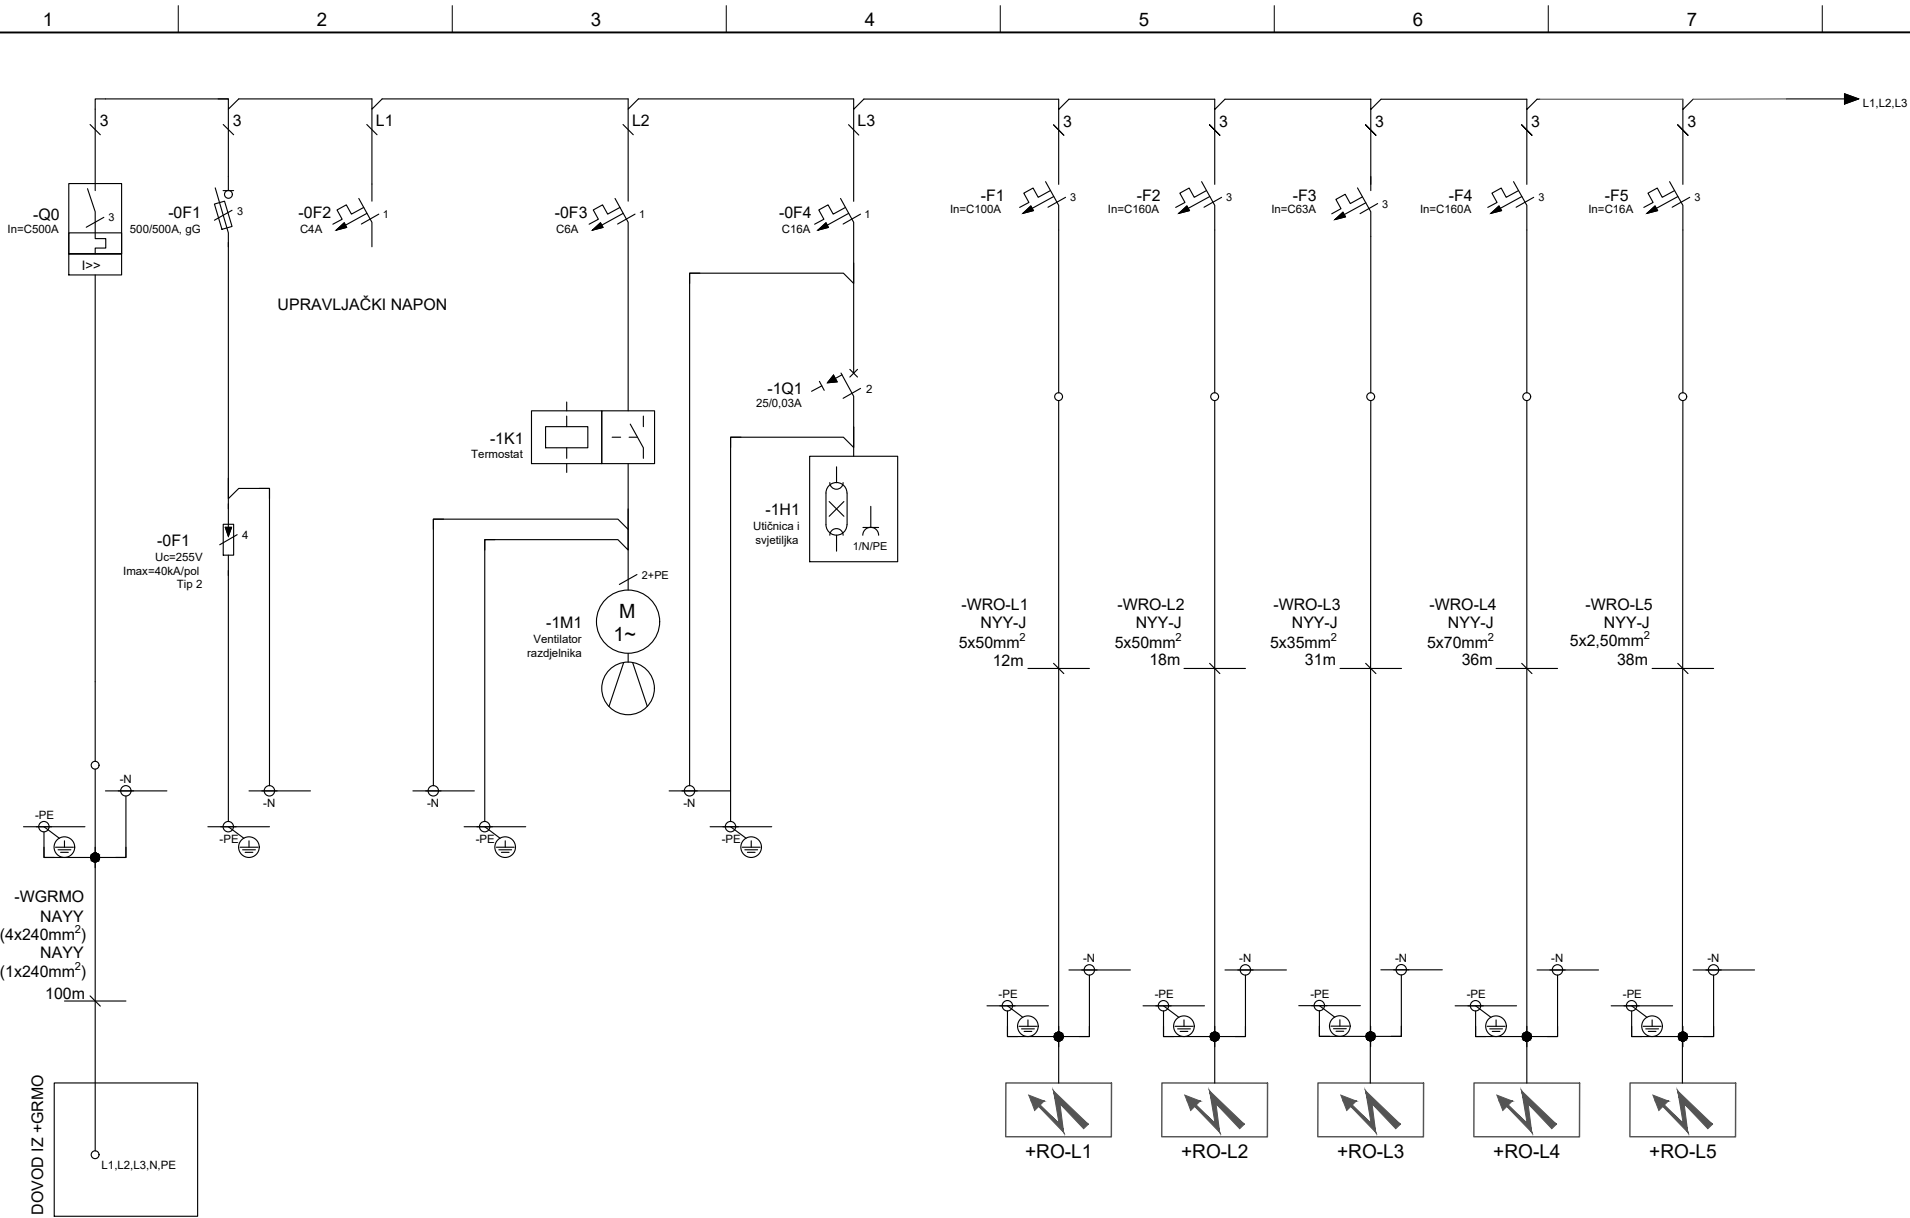 1
2
3
4
5
6
7
3
3
L1
L2
L3
3
3
3
3
3
L1,L2,L3
-Q0
In=C500A
3
I>>
-0F1
500/500A, gG
3
-0F2
C4A
1
-0F3
C6A
1
-0F4
C16A
1
-F1
In=C100A
3
-F2
In=C160A
3
-F3
In=C63A
3
-F4
In=C160A
3
-F5
In=C16A
3
UPRAVLJAČKI NAPON
-1Q1
25/0,03A
2
-1K1
Termostat
-1H1
Utičnica i
svjetiljka
1/N/PE
-0F1
Uc=255V
Imax=40kA/pol
Tip 2
4
2+PE
-1M1
Ventilator
razdjelnika
M
1~
-WRO-L1
NYY-J
5x50mm²
12m
-WRO-L2
NYY-J
5x50mm²
18m
-WRO-L3
NYY-J
5x35mm²
31m
-WRO-L4
NYY-J
5x70mm²
36m
-WRO-L5
NYY-J
5x2,50mm²
38m
-N
-N
-N
-N
-PE
-PE
-PE
-PE
-WGRMO
NAYY
(4x240mm²)
NAYY
(1x240mm²)
100m
-N
-N
-N
-N
-N
-PE
-PE
-PE
-PE
-PE
DOVOD IZ +GRMO
L1,L2,L3,N,PE
+RO-L1
+RO-L2
+RO-L3
+RO-L4
+RO-L5